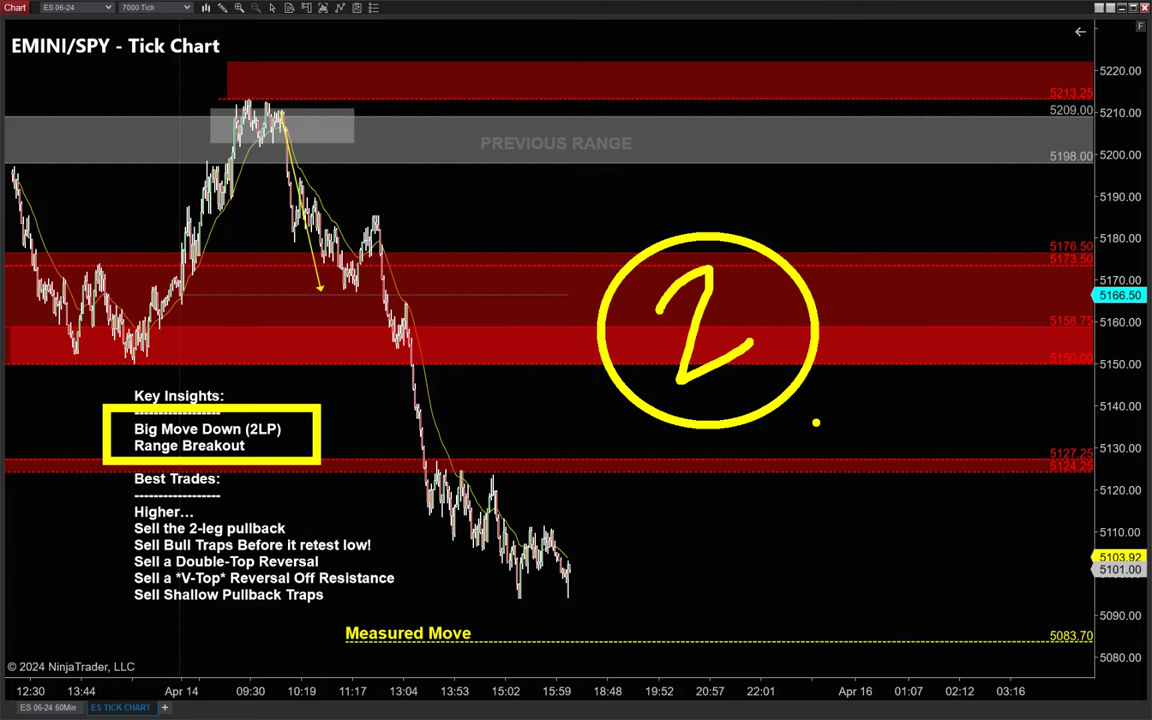 Chart
ES 06-24
7000 Tick
EMINI/SPY - Tick Chart
F
5220.00
5213.25
5210.00
5209.00
PREVIOUS RANGE
5200.00
5198.00
5190.00
5180.00
5176.50
5173.50
5170.00
5166.50
5160.00
5158.75
5150.00
5150.00
2
5140.00
5130.00
5127.25
5124.25
5120.00
5110.00
5103.92
5101.00
5090.00
5083.70
5080.00
Key Insights:
------------------
Big Move Down (2LP)
Range Breakout
Best Trades:
------------------
Higher...
Sell the 2-leg pullback
Sell Bull Traps Before it retest low!
Sell a Double-Top Reversal
Sell a *V-Top* Reversal Off Resistance
Sell Shallow Pullback Traps
Measured Move
© 2024 NinjaTrader, LLC
12:30 13:44 Apr 14 09:30 10:19 11:17 13:04 13:53 15:02 15:59 18:48 19:52 20:57 22:01 Apr 16 01:07 02:12 03:16
ES 06-24 60Min ES TICK CHART +